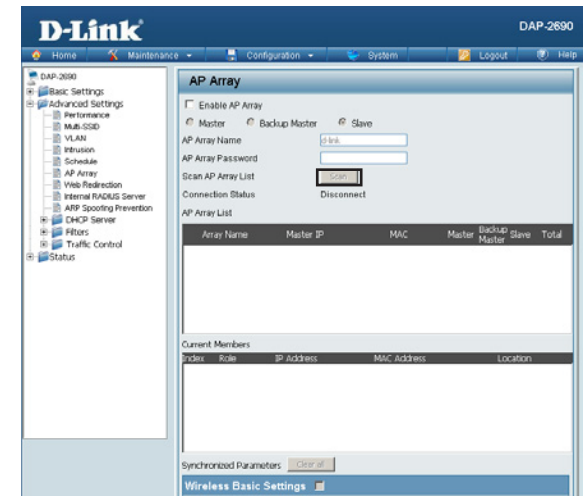 D-Link
DAP-2690
Home Maintenance Configuration System Logout Help
DAP-2690
Basic Settings
Advanced Settings
Performance
Multi-SSID
VLAN
Intrusion
Schedule
AP Array
Web Redirection
Internal RADIUS Server
ARP Spoofing Prevention
DHCP Server
Filters
Traffic Control
Status
AP Array
Enable AP Array
Master Backup Master Slave
AP Array Name d-link
AP Array Password
Scan AP Array List Scan
Connection Status Disconnect
AP Array List
Array Name Master IP MAC Master Backup Master Slave Total
Current Members
Index Role IP Address MAC Address Location
Synchronized Parameters Clear all
Wireless Basic Settings